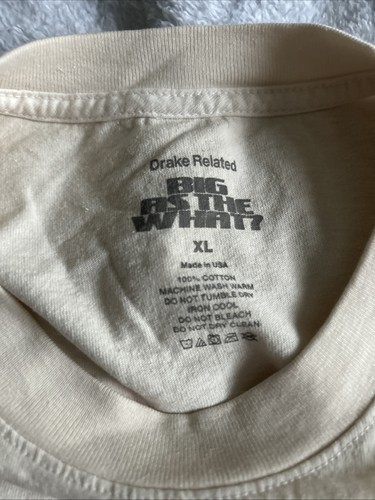 Drake Related
BIG
AS THE
WHAT?
XL
Made in USA
100% COTTON
MACHINE WASH WARM
DO NOT TUMBLE DRY
IRON COOL
DO NOT BLEACH
DO NOT DRY CLEAN